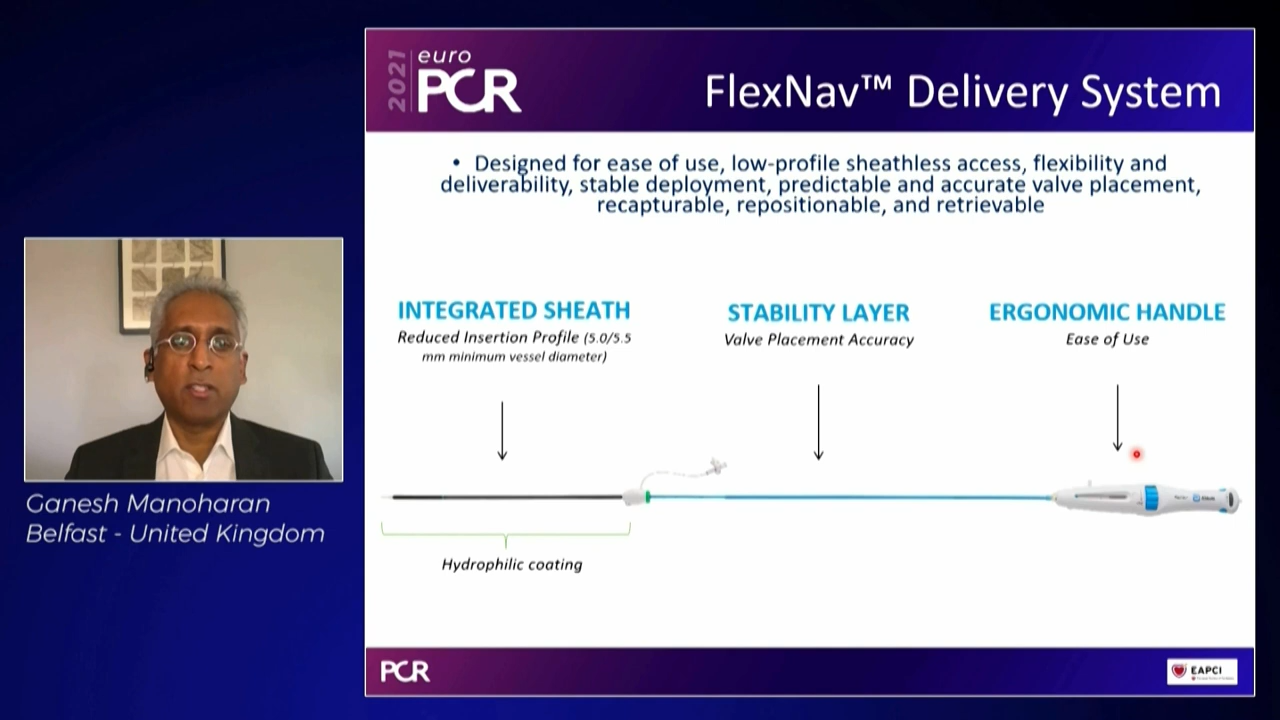 2021
euro
PCR
FlexNav™ Delivery System
• Designed for ease of use, low-profile sheathless access, flexibility and
deliverability, stable deployment, predictable and accurate valve placement,
recapturable, repositionable, and retrievable
INTEGRATED SHEATH
Reduced Insertion Profile (5.0/5.5
mm minimum vessel diameter)
STABILITY LAYER
Valve Placement Accuracy
ERGONOMIC HANDLE
Ease of Use
Hydrophilic coating
Ganesh Manoharan
Belfast - United Kingdom
PCR
EAPCI